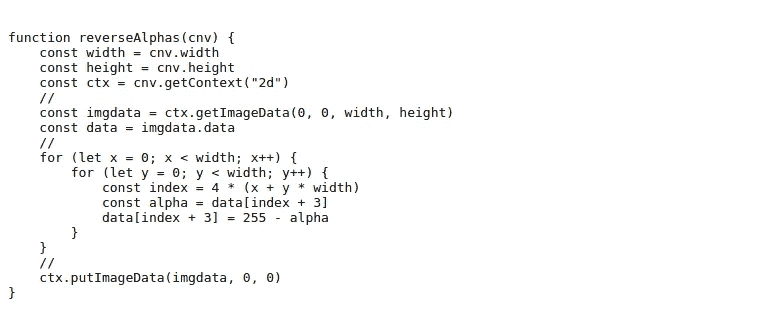 function reverseAlphas(cnv) {
    const width = cnv.width
    const height = cnv.height
    const ctx = cnv.getContext("2d")
    //
    const imgdata = ctx.getImageData(0, 0, width, height)
    const data = imgdata.data
    //
    for (let x = 0; x < width; x++) {
        for (let y = 0; y < width; y++) {
            const index = 4 * (x + y * width)
            const alpha = data[index + 3]
            data[index + 3] = 255 - alpha
        }
    }
    //
    ctx.putImageData(imgdata, 0, 0)
}